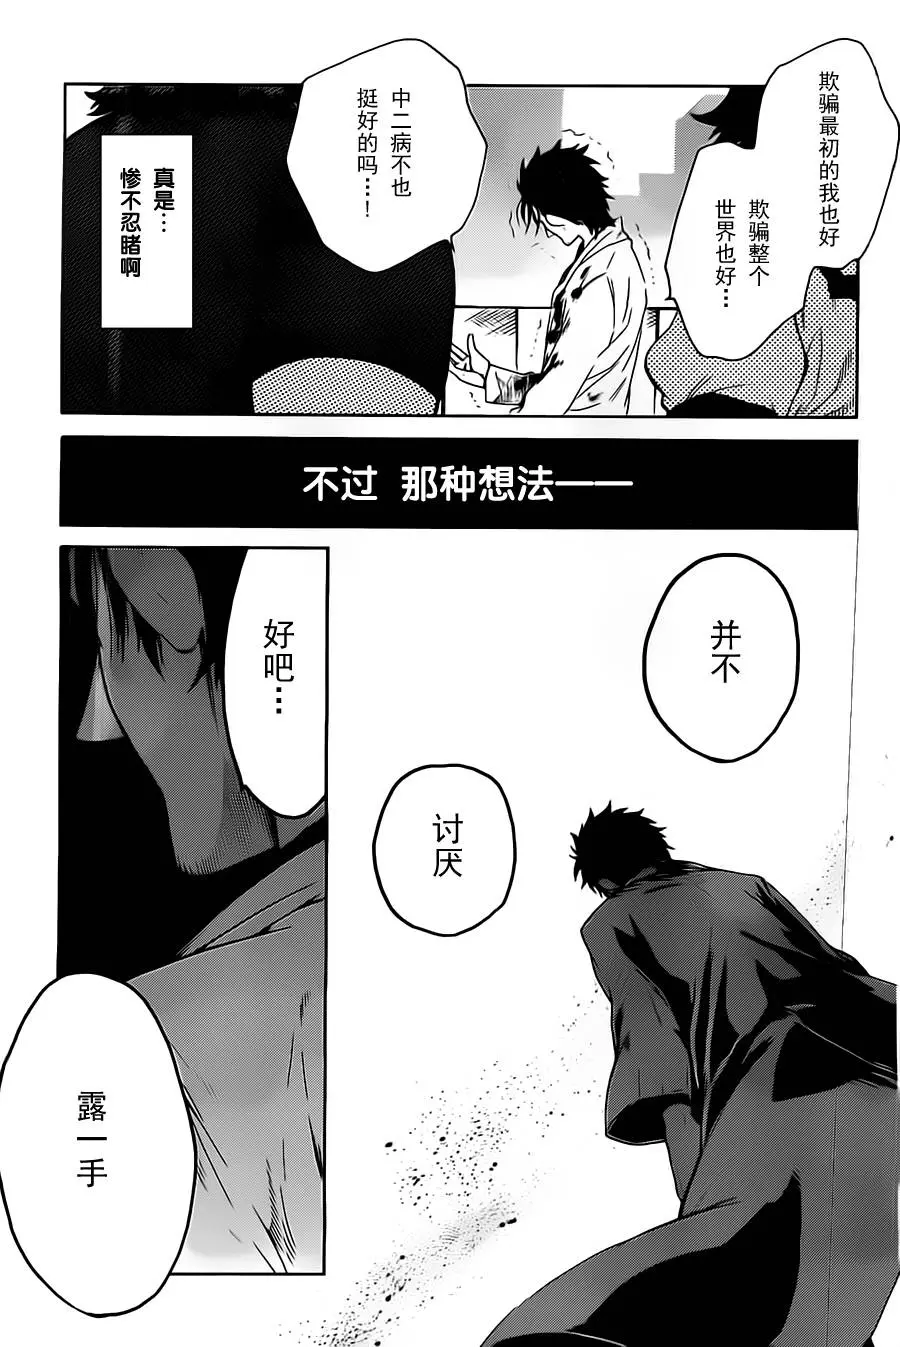 欺骗最初的我也好
欺骗整个
世界也好…
中二病不也
挺好的吗…！
真是…
惨不忍睹啊
不过 那种想法——
并不
讨厌
好吧…
露一手